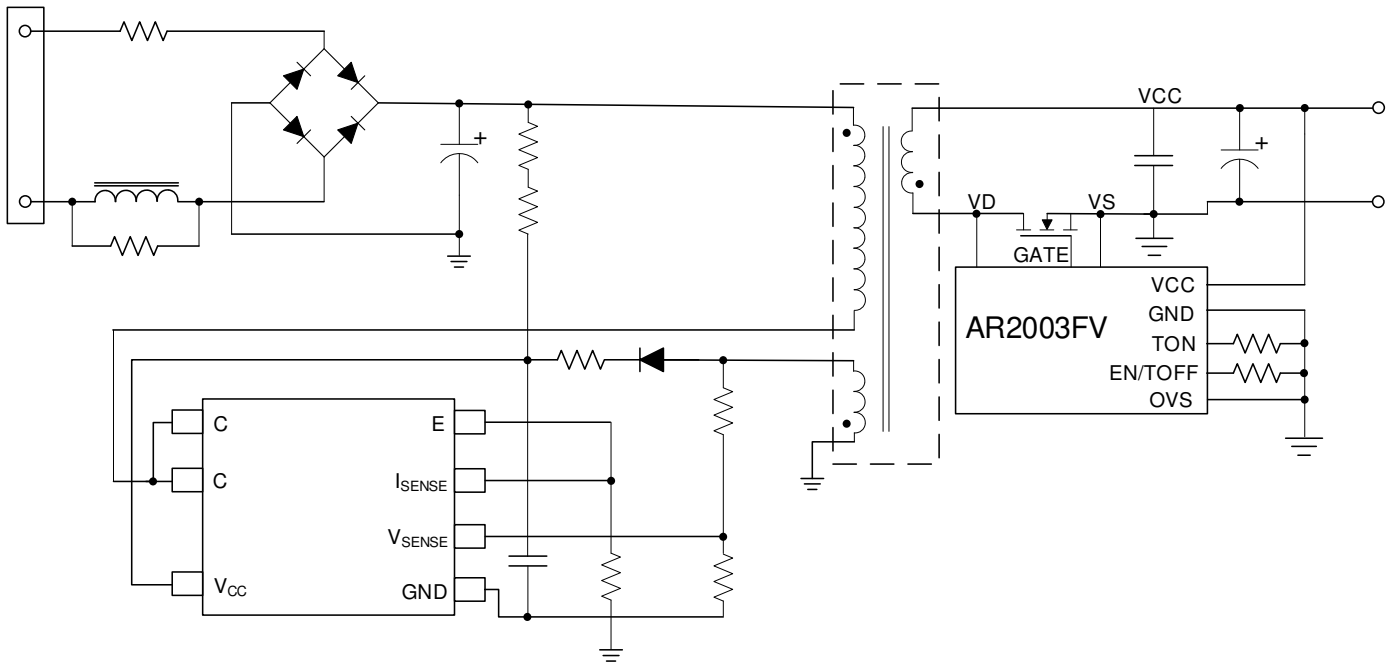 +
VCC
+
VD
VS
GATE
AR2003FV
VCC
GND
TON
EN/TOFF
OVS
C
E
C
ISENSE
VSENSE
VCC
GND